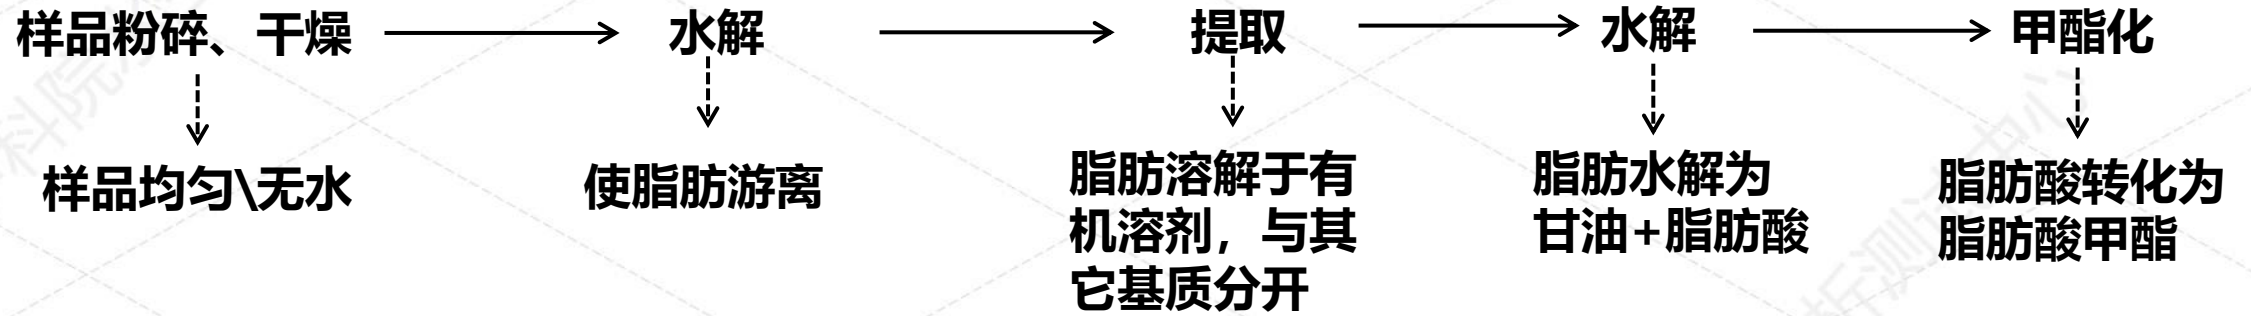 样品粉碎、干燥
水解
提取
水解
甲酯化
样品均匀\无水
使脂肪游离
脂肪溶解于有
机溶剂，与其
它基质分开
脂肪水解为
甘油+脂肪酸
脂肪酸转化为
脂肪酸甲酯